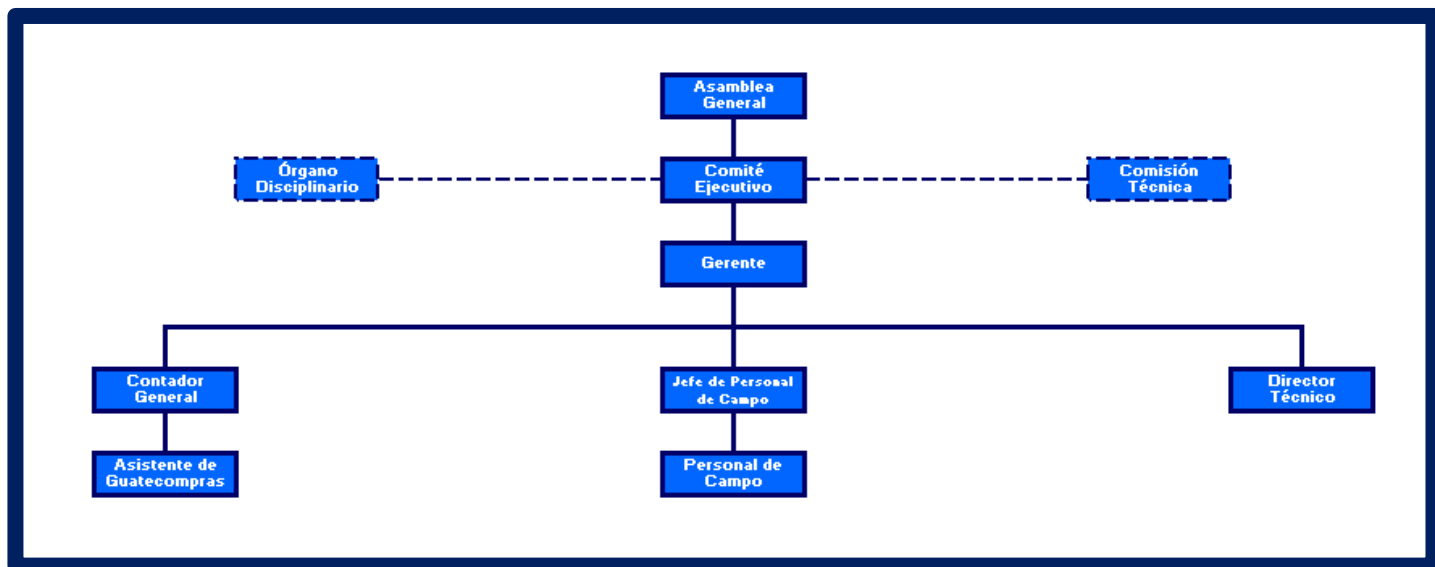 Asamblea
General
Órgano
Disciplinario
Comité
Ejecutivo
Comisión
Técnica
Gerente
Contador
General
Jefe de Personal
de Campo
Director
Técnico
Asistente de
Guatecompras
Personal de
Campo